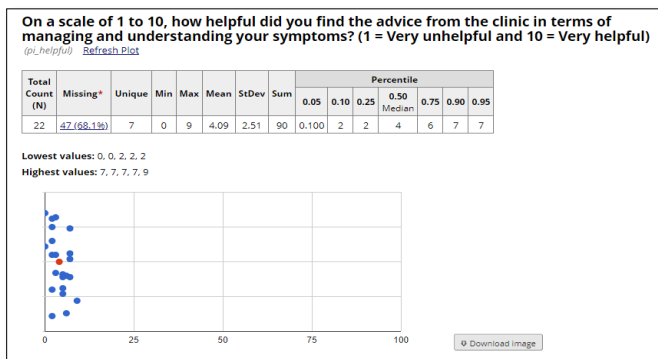 On a scale of 1 to 10, how helpful did you find the advice from the clinic in terms of
managing and understanding your symptoms? (1 = Very unhelpful and 10 = Very helpful)
(pi_helpful) Refresh Plot
Total Count (N) Missing* Unique Min Max Mean StDev Sum Percentile
0.05 0.10 0.25 0.50 Median 0.75 0.90 0.95
22 47 (68.1%) 7 0 9 4.09 2.51 90 0.100 2 2 4 6 7 7
Lowest values: 0, 0, 2, 2, 2
Highest values: 7, 7, 7, 7, 9
0 25 50 75 100
Download image